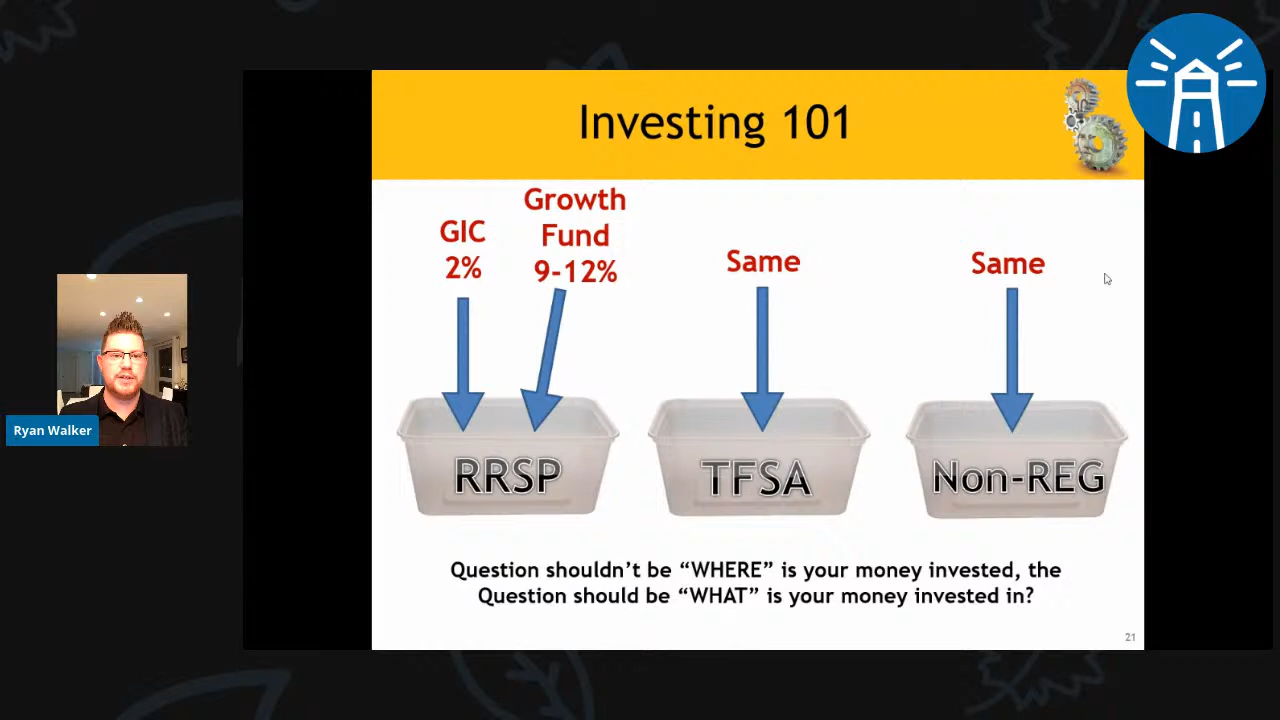 Investing 101
GIC
2%
Growth
Fund
9-12%
Same
Same
RRSP
TFSA
Non-REG
Question shouldn't be “WHERE” is your money invested, the
Question should be “WHAT” is your money invested in?
21
Ryan Walker